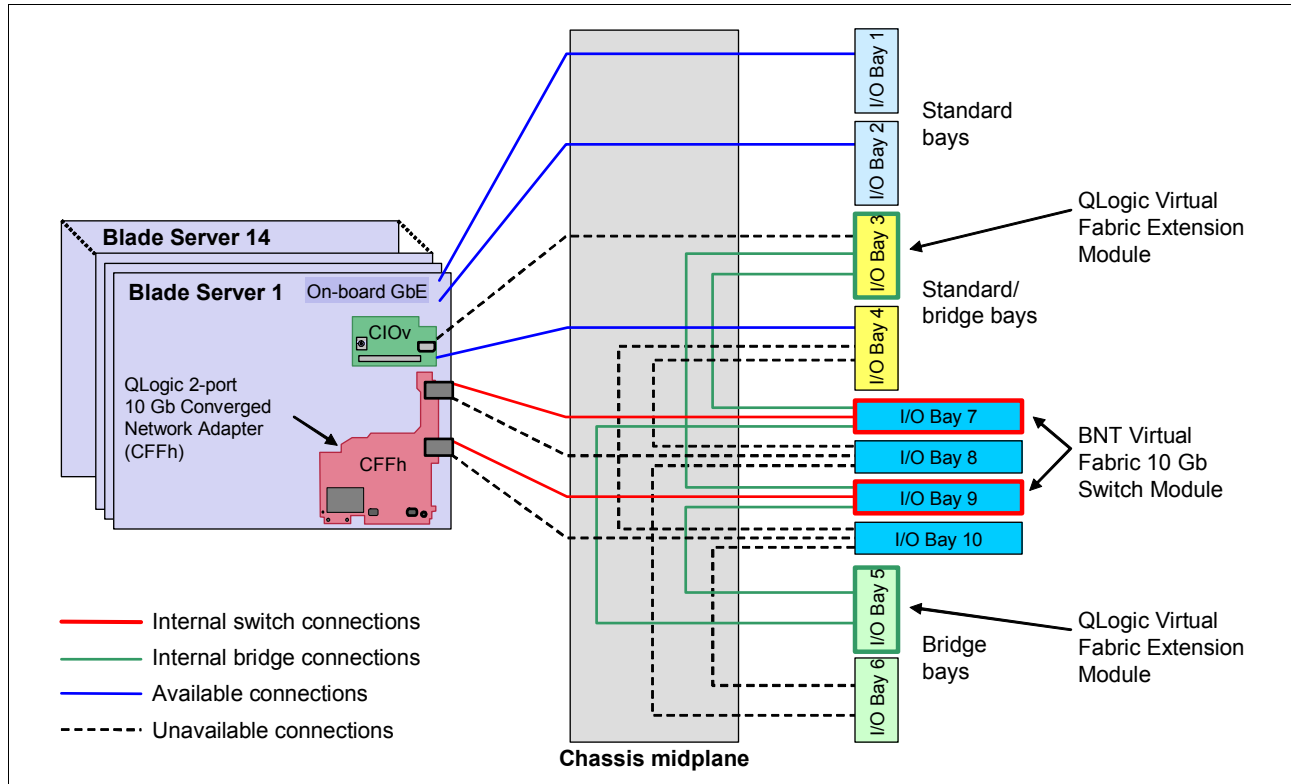 Blade Server 14
Blade Server 1
On-board GbE
CIOv
QLogic 2-port
10 Gb Converged
Network Adapter
(CFFh)
CFFh
Internal switch connections
Internal bridge connections
Available connections
Unavailable connections
Chassis midplane
I/O Bay 1
I/O Bay 2
Standard
bays
I/O Bay 3
I/O Bay 4
Standard/
bridge bays
QLogic Virtual
Fabric Extension
Module
I/O Bay 7
I/O Bay 8
I/O Bay 9
I/O Bay 10
BNT Virtual
Fabric 10 Gb
Switch Module
I/O Bay 5
I/O Bay 6
Bridge
bays
QLogic Virtual
Fabric Extension
Module